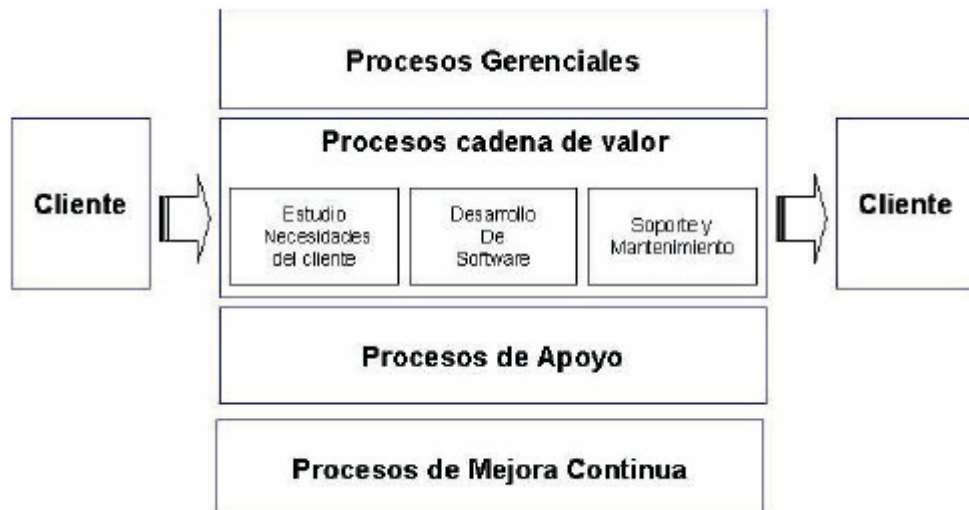 Procesos Gerenciales
Cliente
Procesos cadena de valor
Estudio
Necesidades
del cliente
Desarrollo
De
Software
Soporte y
Mantenimiento
Cliente
Procesos de Apoyo
Procesos de Mejora Continua